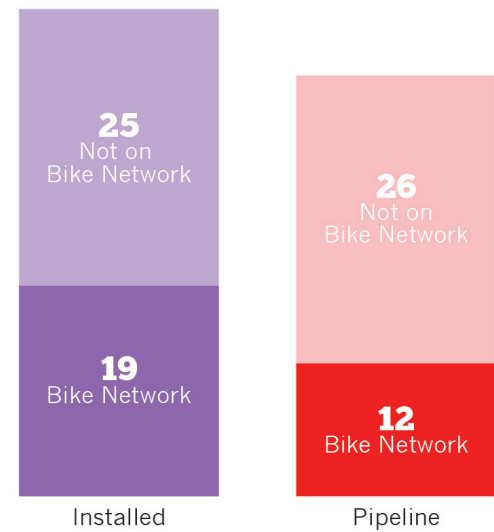 25
Not on
Bike Network
19
Bike Network
Installed
26
Not on
Bike Network
12
Bike Network
Pipeline